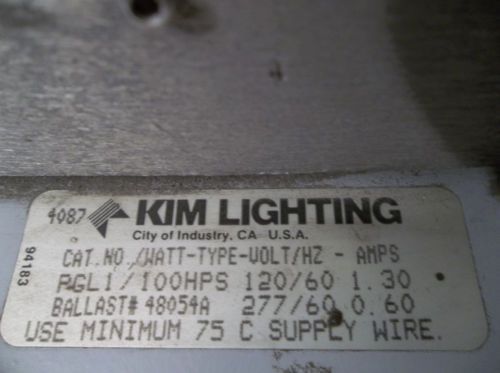 4087 KIM LIGHTING
City of Industry, CA U.S.A.
CAT.NO./WATT-TYPE-VOLT/HZ - AMPS
PGL1/100HPS 120/60 1.30
BALLAST# 48054A 277/60 0.60
USE MINIMUM 75 C SUPPLY WIRE.
94183